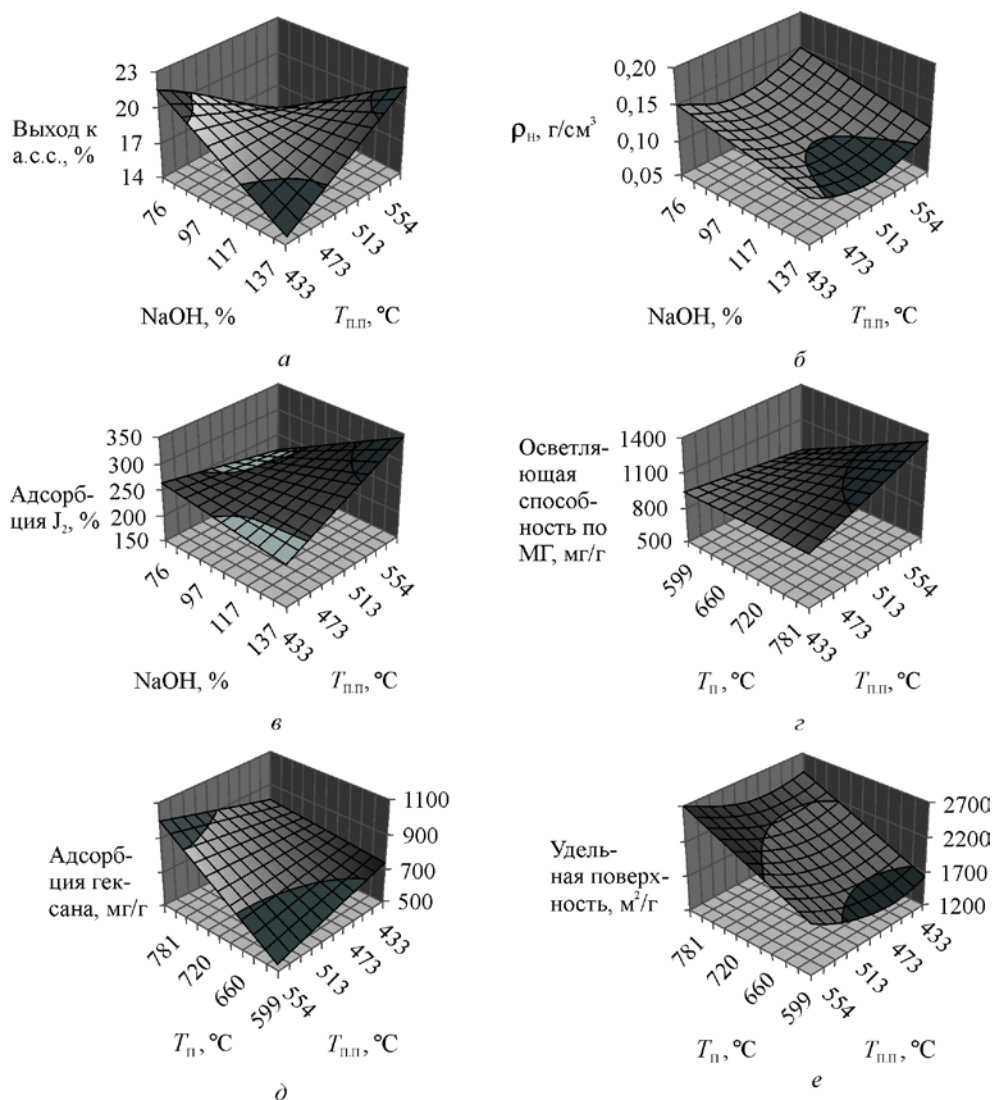 23
20
17
14
Выход к
а.с.с., %
76
97
117
137
433
473
513
554
NaOH, %
Tп.п, °C
а
0,20
0,15
0,10
0,05
ρн, г/см³
76
97
117
137
433
473
513
554
NaOH, %
Tп.п, °C
б
350
300
250
200
150
Адсорб-
ция J₂, %
76
97
117
137
433
473
513
554
NaOH, %
Tп.п, °C
в
1400
1100
800
500
Осветля-
ющая
способ-
ность по
МГ, мг/г
599
660
720
781
433
473
513
554
Tп, °C
Tп.п, °C
г
1100
900
700
500
Адсорб-
ция гек-
сана, мг/г
781
720
660
599
554
513
473
433
Tп, °C
Tп.п, °C
д
2700
2200
1700
1200
Удель-
ная поверх-
ность, м²/г
781
720
660
599
554
513
473
433
Tп, °C
Tп.п, °C
е